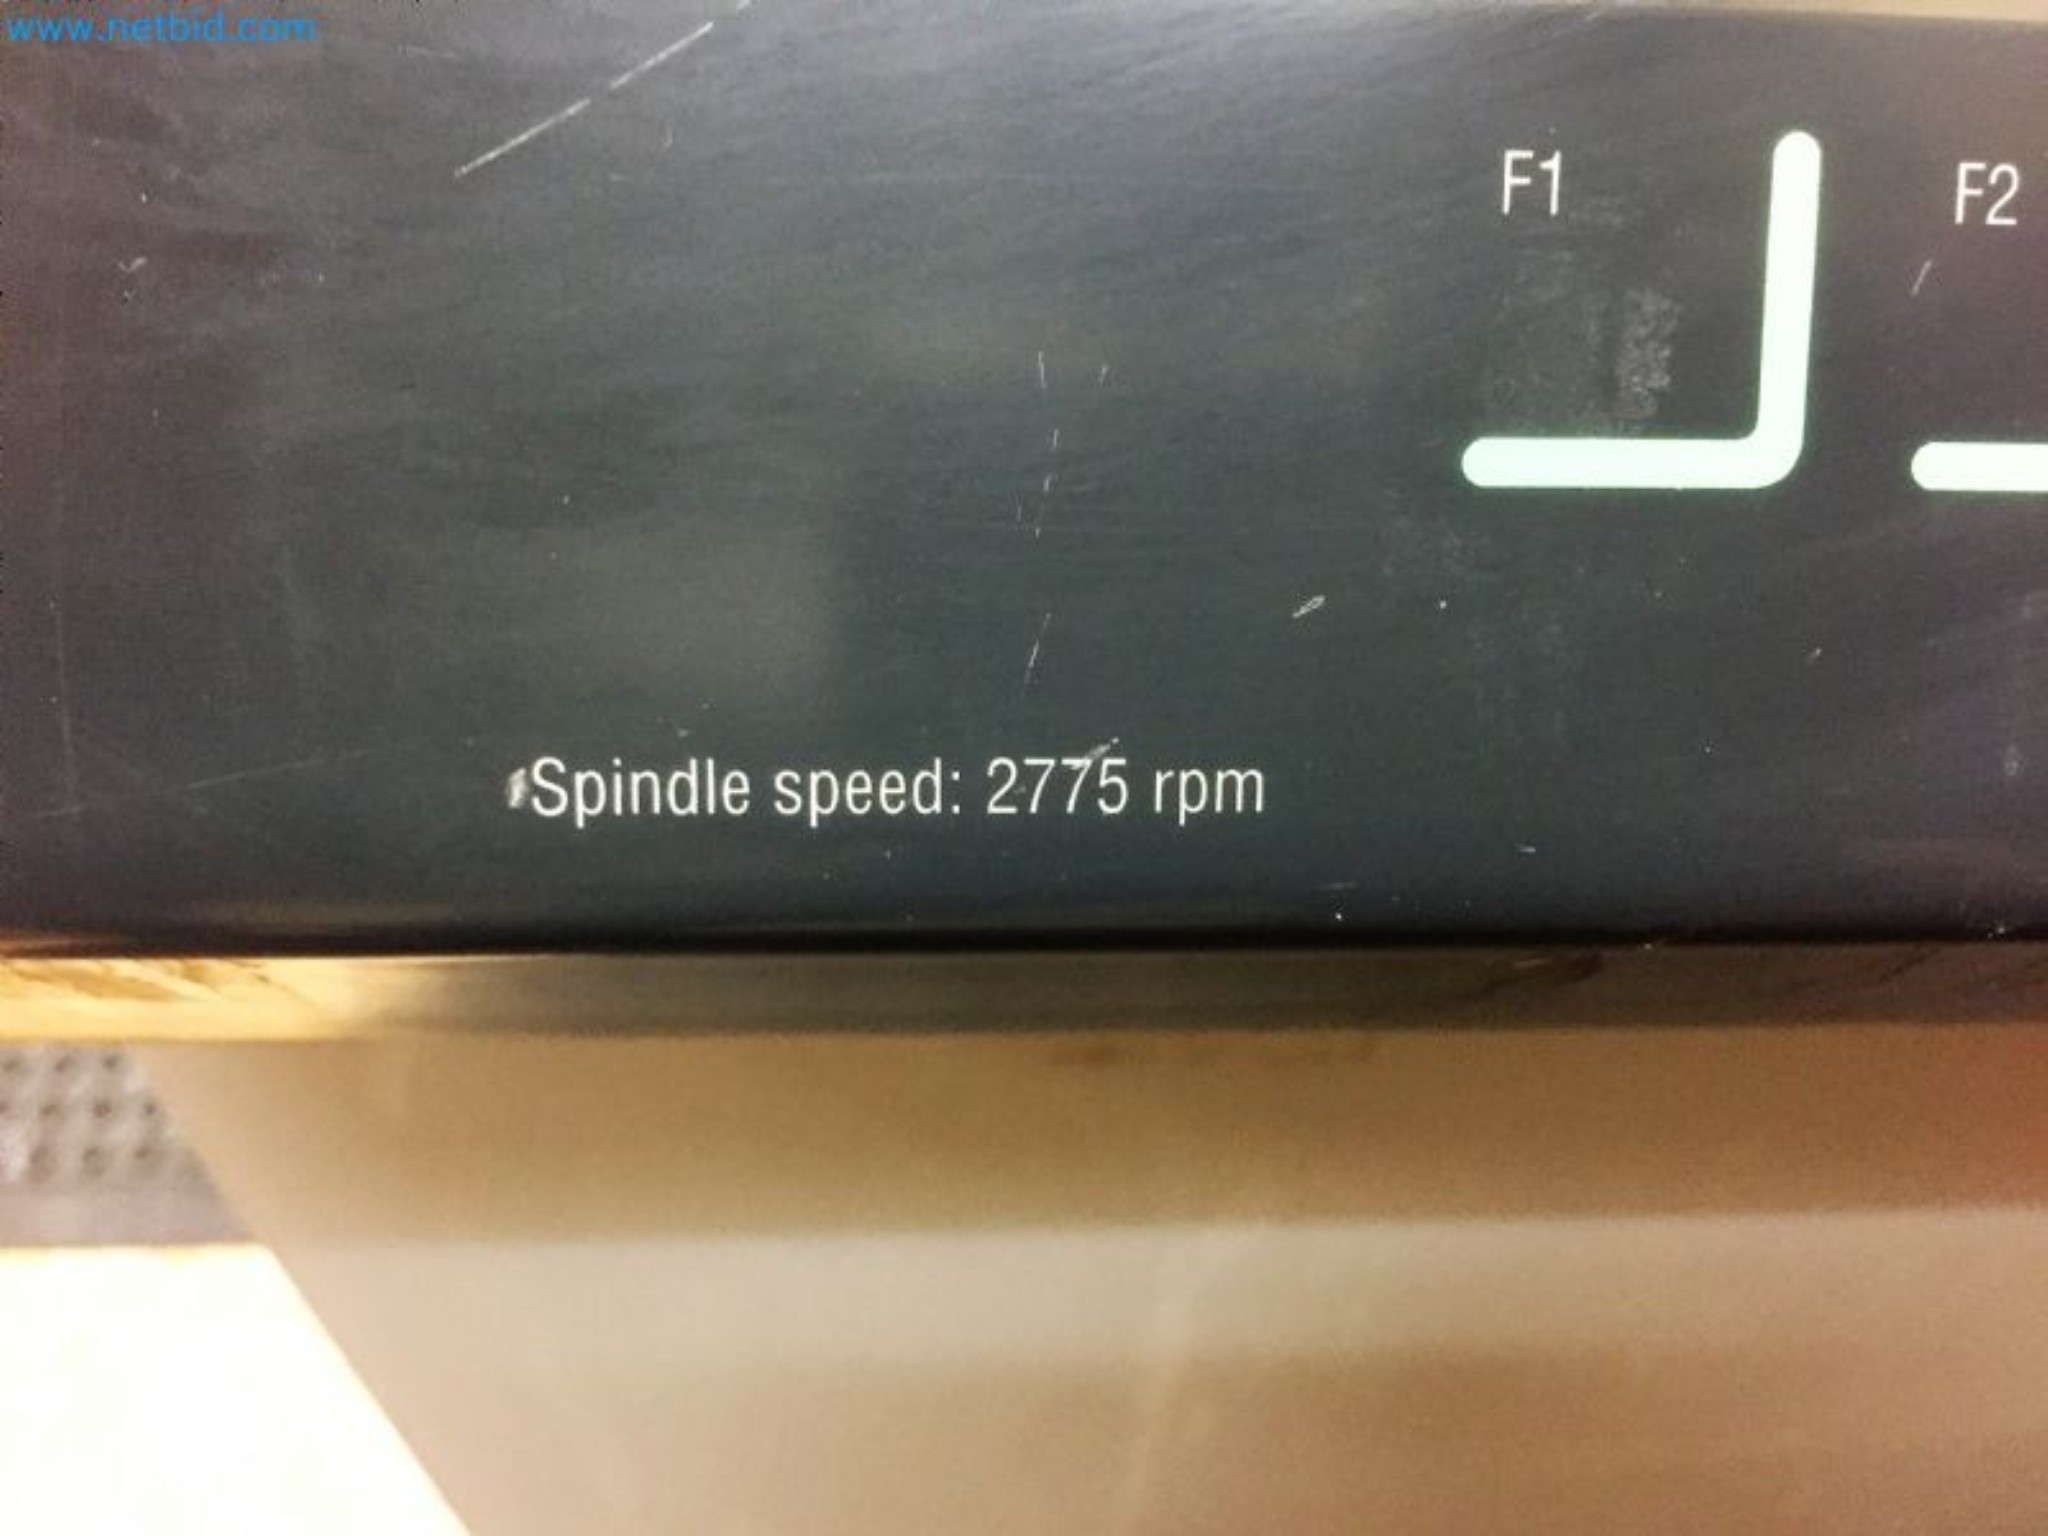 www.netbid.com
F1
F2
Spindle speed: 2775 rpm